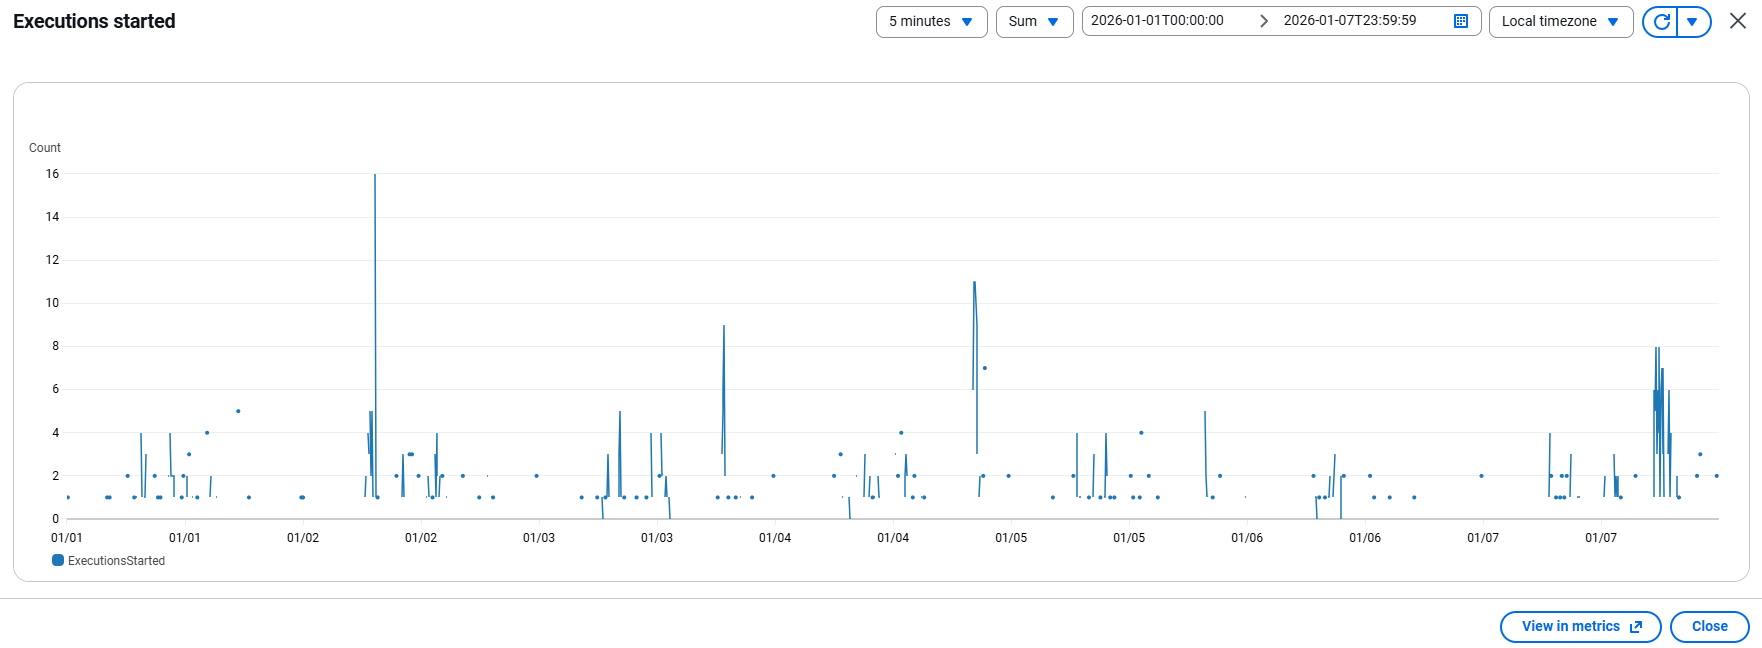 Executions started
5 minutes
Sum
2026-01-01T00:00:00
2026-01-07T23:59:59
Local timezone
Count
16
14
12
10
8
6
4
2
0
01/01 01/01 01/02 01/02 01/03 01/03 01/04 01/04 01/05 01/05 01/06 01/06 01/07 01/07
ExecutionsStarted
View in metrics
Close